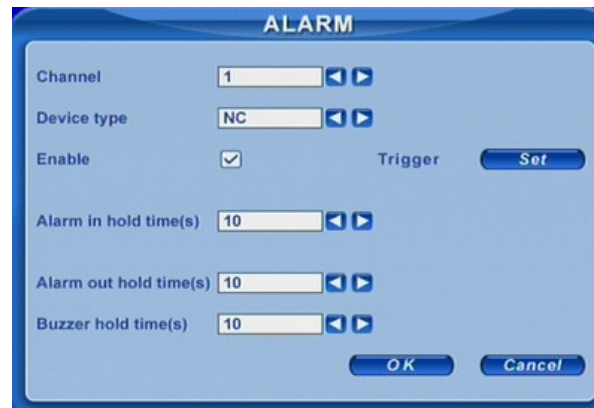 ALARM
Channel 1
Device type NC
Enable Trigger Set
Alarm in hold time(s) 10
Alarm out hold time(s) 10
Buzzer hold time(s) 10
OK Cancel